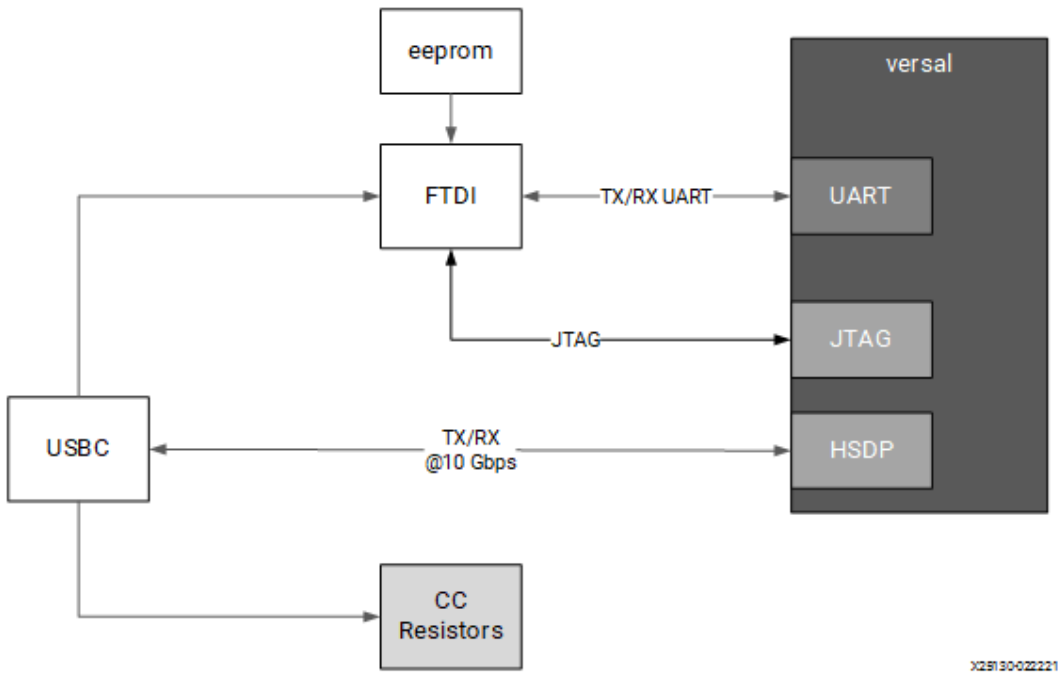 eeprom
versal
FTDI
TX/RX UART
UART
JTAG
JTAG
USBC
TX/RX
@10 Gbps
HSDP
CC
Resistors
X25130-022221